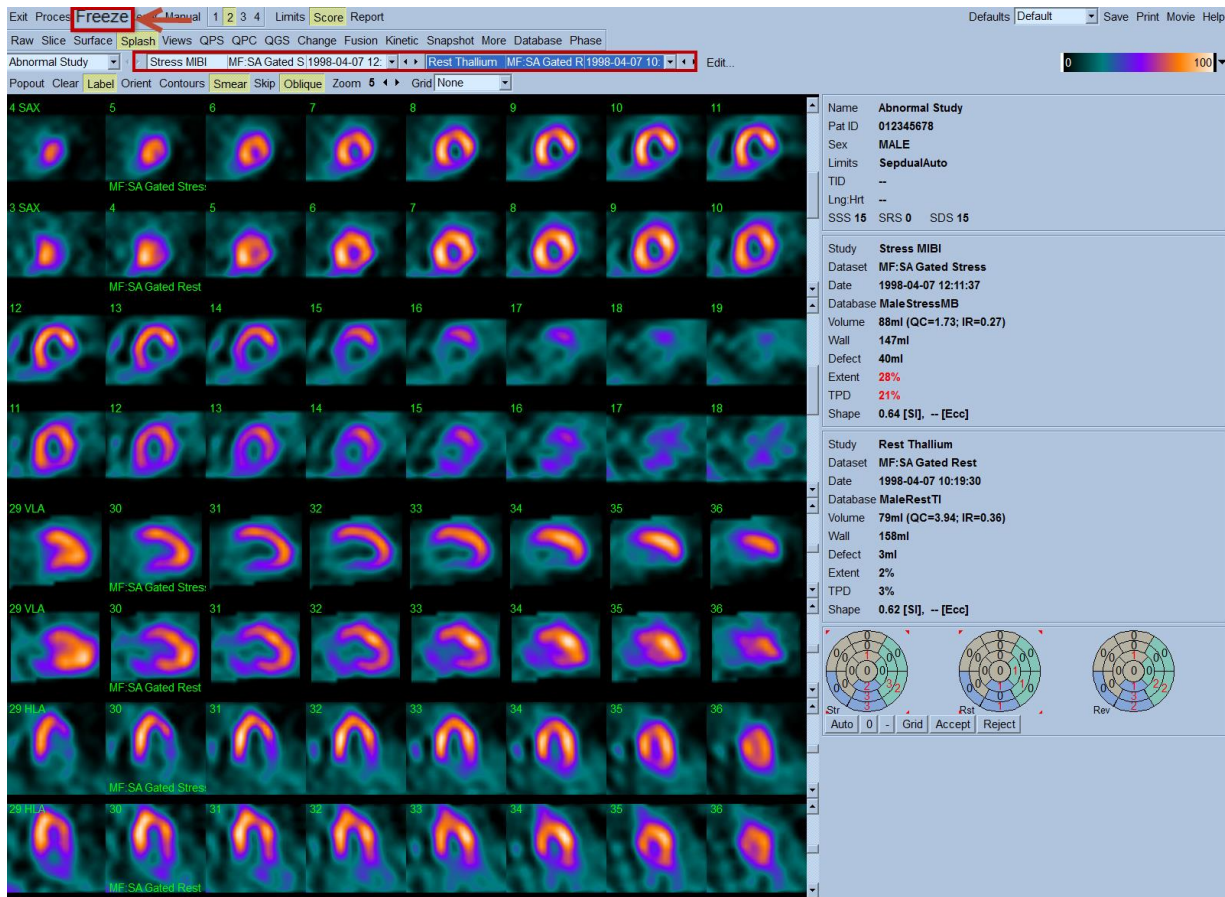 Exit Proces Freeze Manual 1 2 3 4 Limits Score Report Defaults Default Save Print Movie Help
Raw Slice Surface Splash Views QPS QPC QGS Change Fusion Kinetic Snapshot More Database Phase
Abnormal Study Stress MIBI MF:SA Gated S 1998-04-07 12: Rest Thallium MF:SA Gated R 1998-04-07 10: Edit... 0 100
Popout Clear Label Orient Contours Smear Skip Oblique Zoom 5 Grid None
4 SAX 5 6 7 8 9 10 11
MF:SA Gated Stress
3 SAX 4 5 6 7 8 9 10
MF:SA Gated Rest
12 13 14 15 16 17 18 19
11 12 13 14 15 16 17 18
29 VLA 30 31 32 33 34 35 36
MF:SA Gated Stress
29 VLA 30 31 32 33 34 35 36
MF:SA Gated Rest
29 HLA 30 31 32 33 34 35 36
MF:SA Gated Stress
29 HLA 30 31 32 33 34 35 36
MF:SA Gated Rest
Name Abnormal Study
Pat ID 012345678
Sex MALE
Limits SepdualAuto
TID --
Lng:Hrt --
SSS 15 SRS 0 SDS 15
Study Stress MIBI
Dataset MF:SA Gated Stress
Date 1998-04-07 12:11:37
Database MaleStressMB
Volume 88ml (QC=1.73; IR=0.27)
Wall 147ml
Defect 40ml
Extent 28%
TPD 21%
Shape 0.64 [SI], -- [Ecc]
Study Rest Thallium
Dataset MF:SA Gated Rest
Date 1998-04-07 10:19:30
Database MaleRestTl
Volume 79ml (QC=3.94; IR=0.36)
Wall 158ml
Defect 3ml
Extent 2%
TPD 3%
Shape 0.62 [SI], -- [Ecc]
Str Rst Rev
Auto 0 - Grid Accept Reject